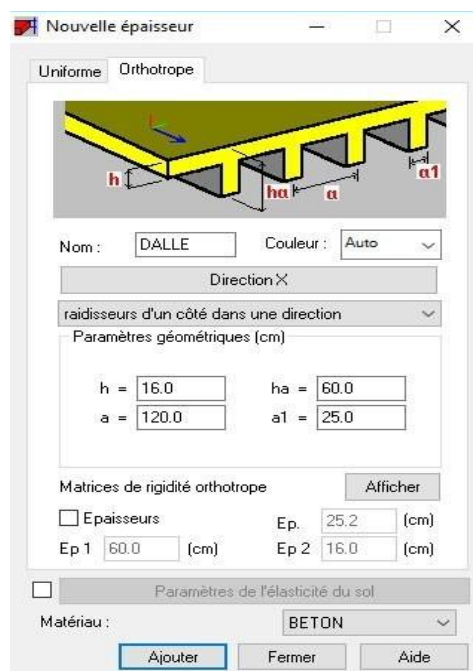 Nouvelle épaisseur
Uniforme Orthotrope
h ha a a1
Nom : DALLE Couleur : Auto
Direction X
raidisseurs d'un côté dans une direction
Paramètres géométriques (cm)
h = 16.0 ha = 60.0
a = 120.0 a1 = 25.0
Matrices de rigidité orthotrope Afficher
Epaisseurs Ep. 25.2 (cm)
Ep 1 60.0 (cm) Ep 2 16.0 (cm)
Paramètres de l'élasticité du sol
Matériau : BETON
Ajouter Fermer Aide